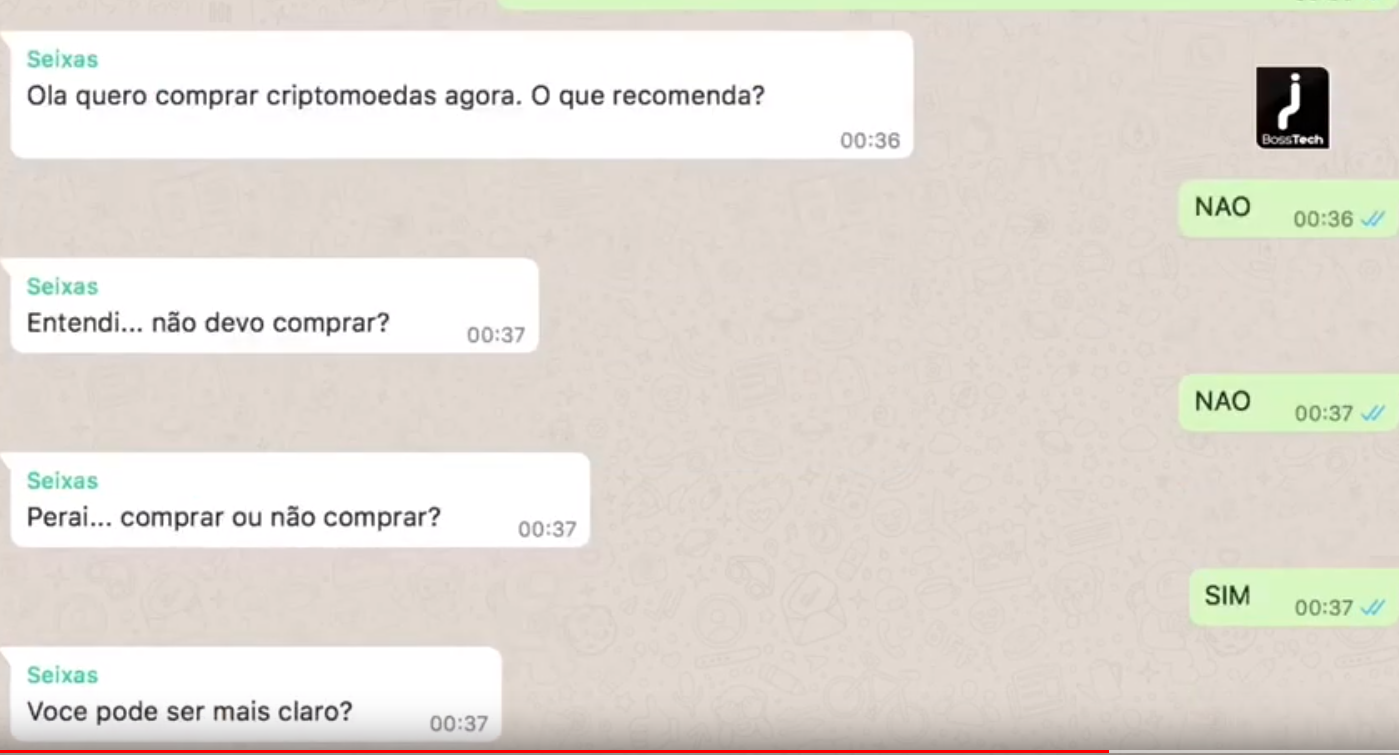 Seixas
Ola quero comprar criptomoedas agora. O que recomenda?
00:36
BossTech
NAO 00:36
Seixas
Entendi... não devo comprar?
00:37
NAO 00:37
Seixas
Perai... comprar ou não comprar?
00:37
SIM 00:37
Seixas
Voce pode ser mais claro?
00:37